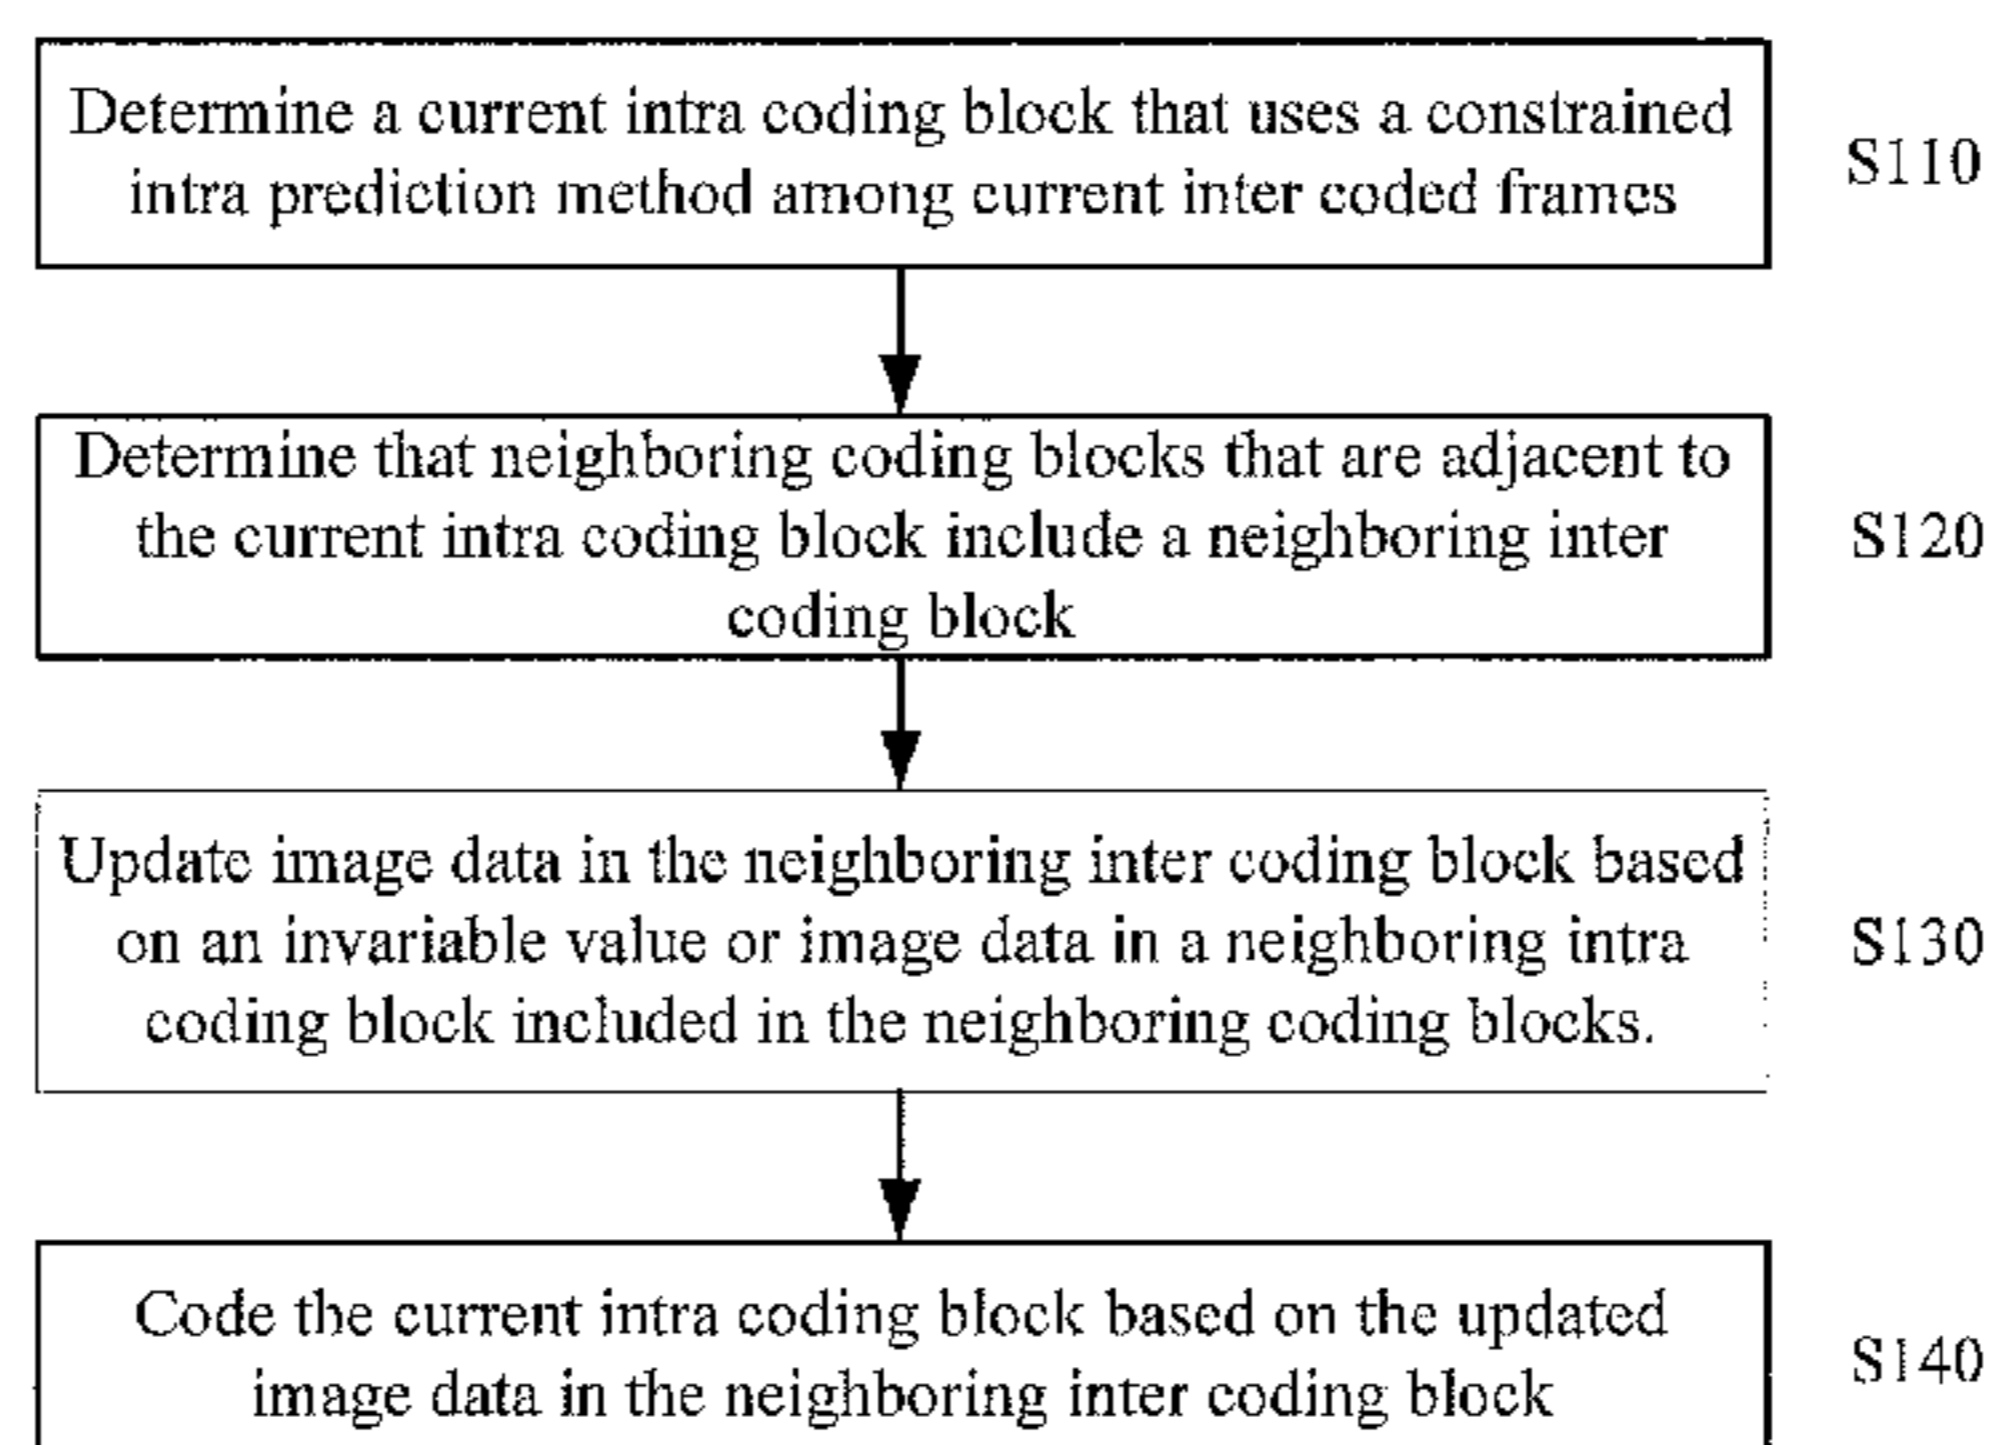 Determine a current intra coding block that uses a constrained
intra prediction method among current inter coded frames
S110
Determine that neighboring coding blocks that are adjacent to
the current intra coding block include a neighboring inter
coding block
S120
Update image data in the neighboring inter coding block based
on an invariable value or image data in a neighboring intra
coding block included in the neighboring coding blocks.
S130
Code the current intra coding block based on the updated
image data in the neighboring inter coding block
S140